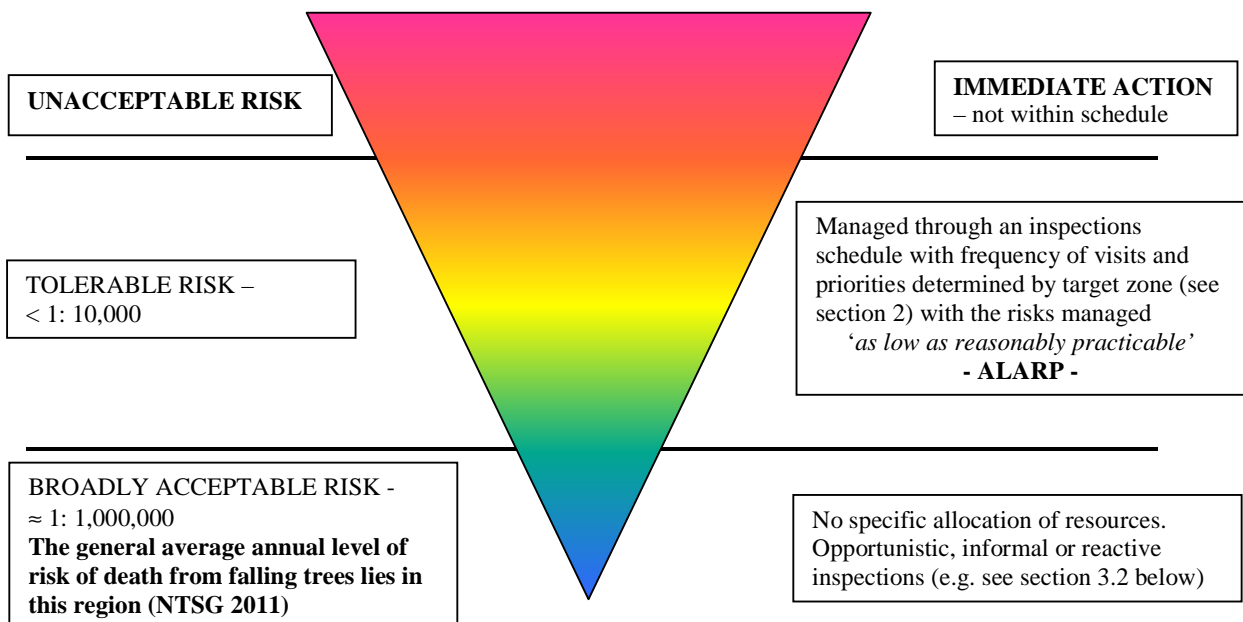 UNACCEPTABLE RISK
IMMEDIATE ACTION
– not within schedule
TOLERABLE RISK –
< 1: 10,000
Managed through an inspections
schedule with frequency of visits and
priorities determined by target zone (see
section 2) with the risks managed
‘as low as reasonably practicable’
- ALARP -
BROADLY ACCEPTABLE RISK -
≈ 1: 1,000,000
The general average annual level of
risk of death from falling trees lies in
this region (NTSG 2011)
No specific allocation of resources.
Opportunistic, informal or reactive
inspections (e.g. see section 3.2 below)